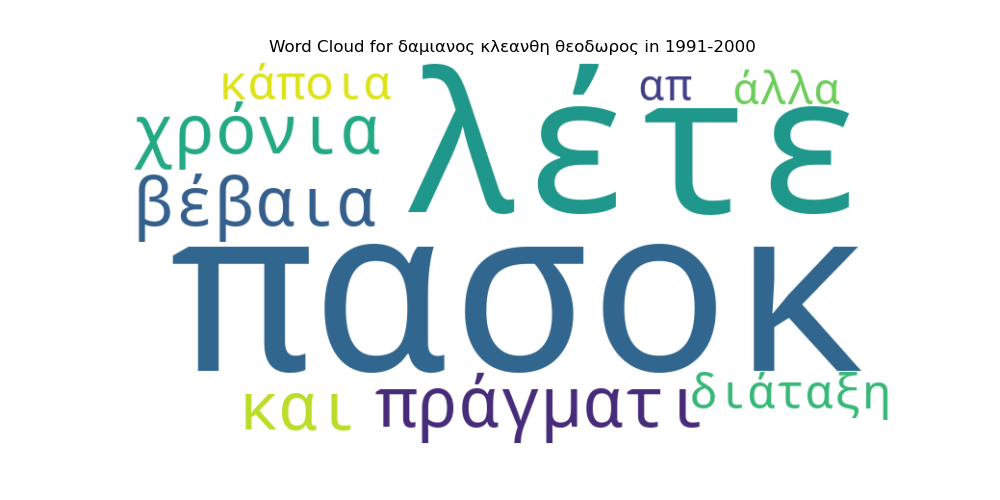 Word Cloud for δαμιανος κλεανθη θεοδωρος in 1991-2000
κάποια
απ
άλλα
χρόνια
λέτε
βέβαια
πασοκ
και
πράγματι
διάταξη